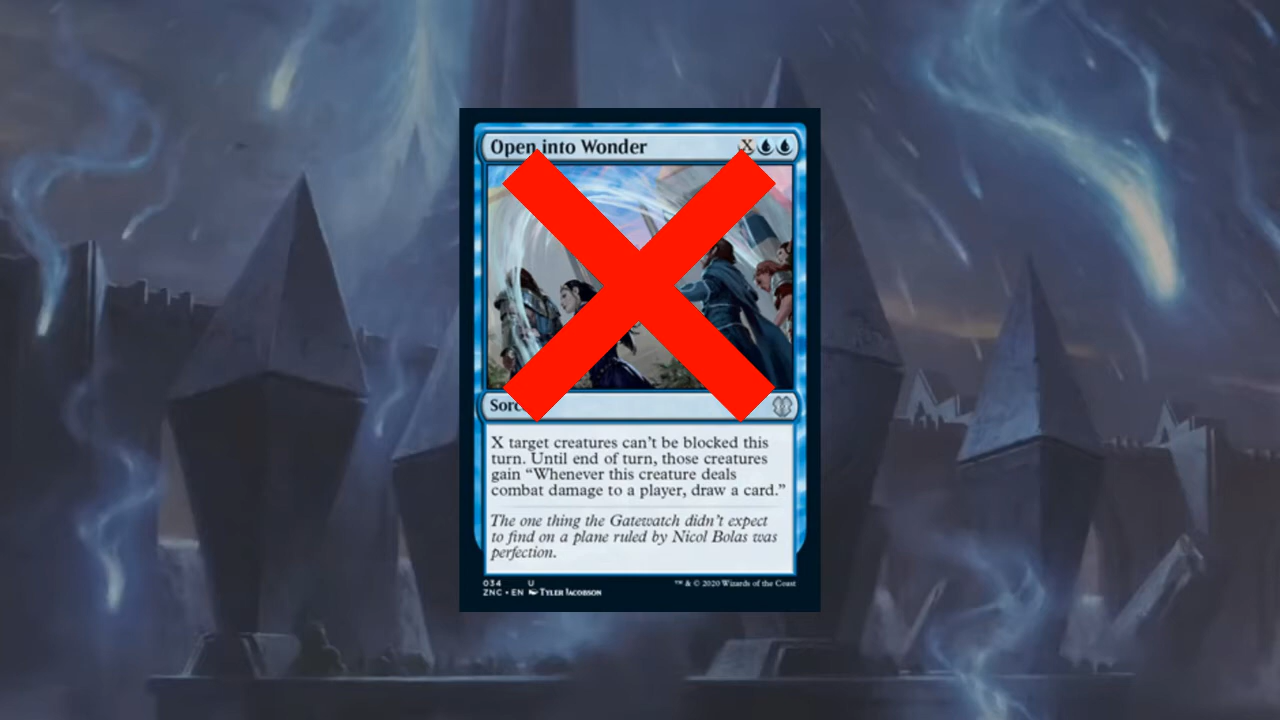 Open into Wonder X
Sorc
X target creatures can't be blocked this
turn. Until end of turn, those creatures
gain “Whenever this creature deals
combat damage to a player, draw a card.”
The one thing the Gatewatch didn't expect
to find on a plane ruled by Nicol Bolas was
perfection.
034 U
ZNC • EN Tyler Jacobson
™ & © 2020 Wizards of the Coast